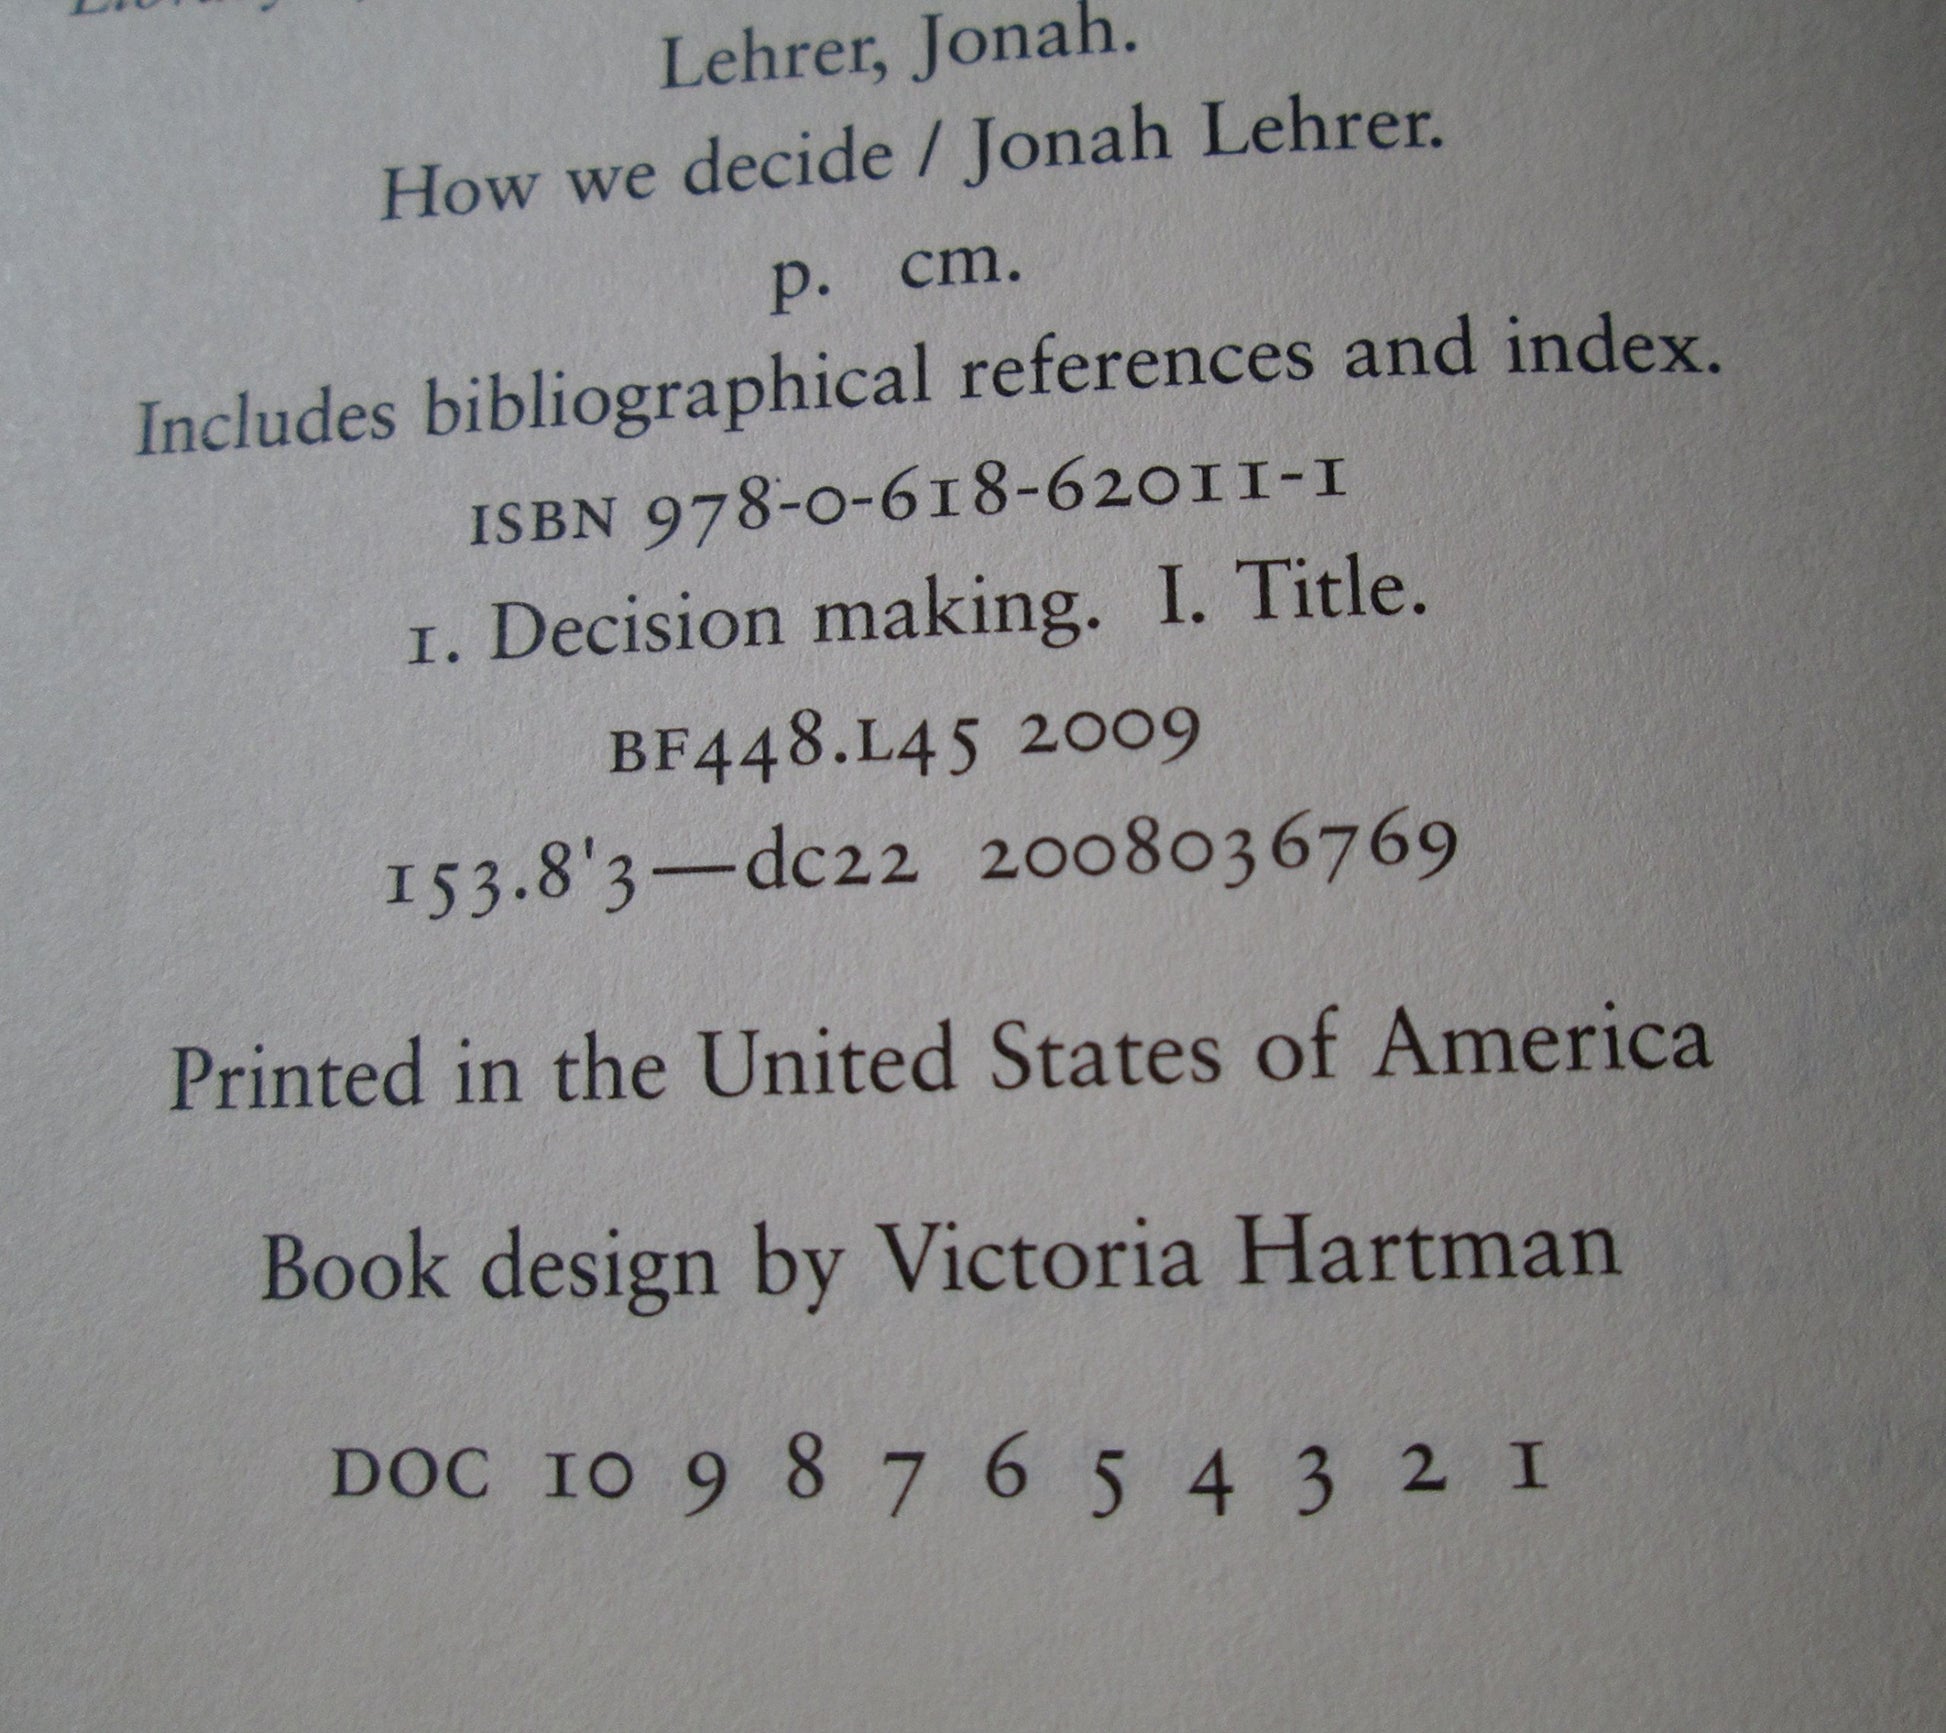 Lehrer, Jonah.
How we decide / Jonah Lehrer.
p. cm.
Includes bibliographical references and index.
ISBN 978-0-618-62011-1
1. Decision making. I. Title.
BF448.L45 2009
153.8'3—dc22 2008036769
Printed in the United States of America
Book design by Victoria Hartman
DOC 10 9 8 7 6 5 4 3 2 1